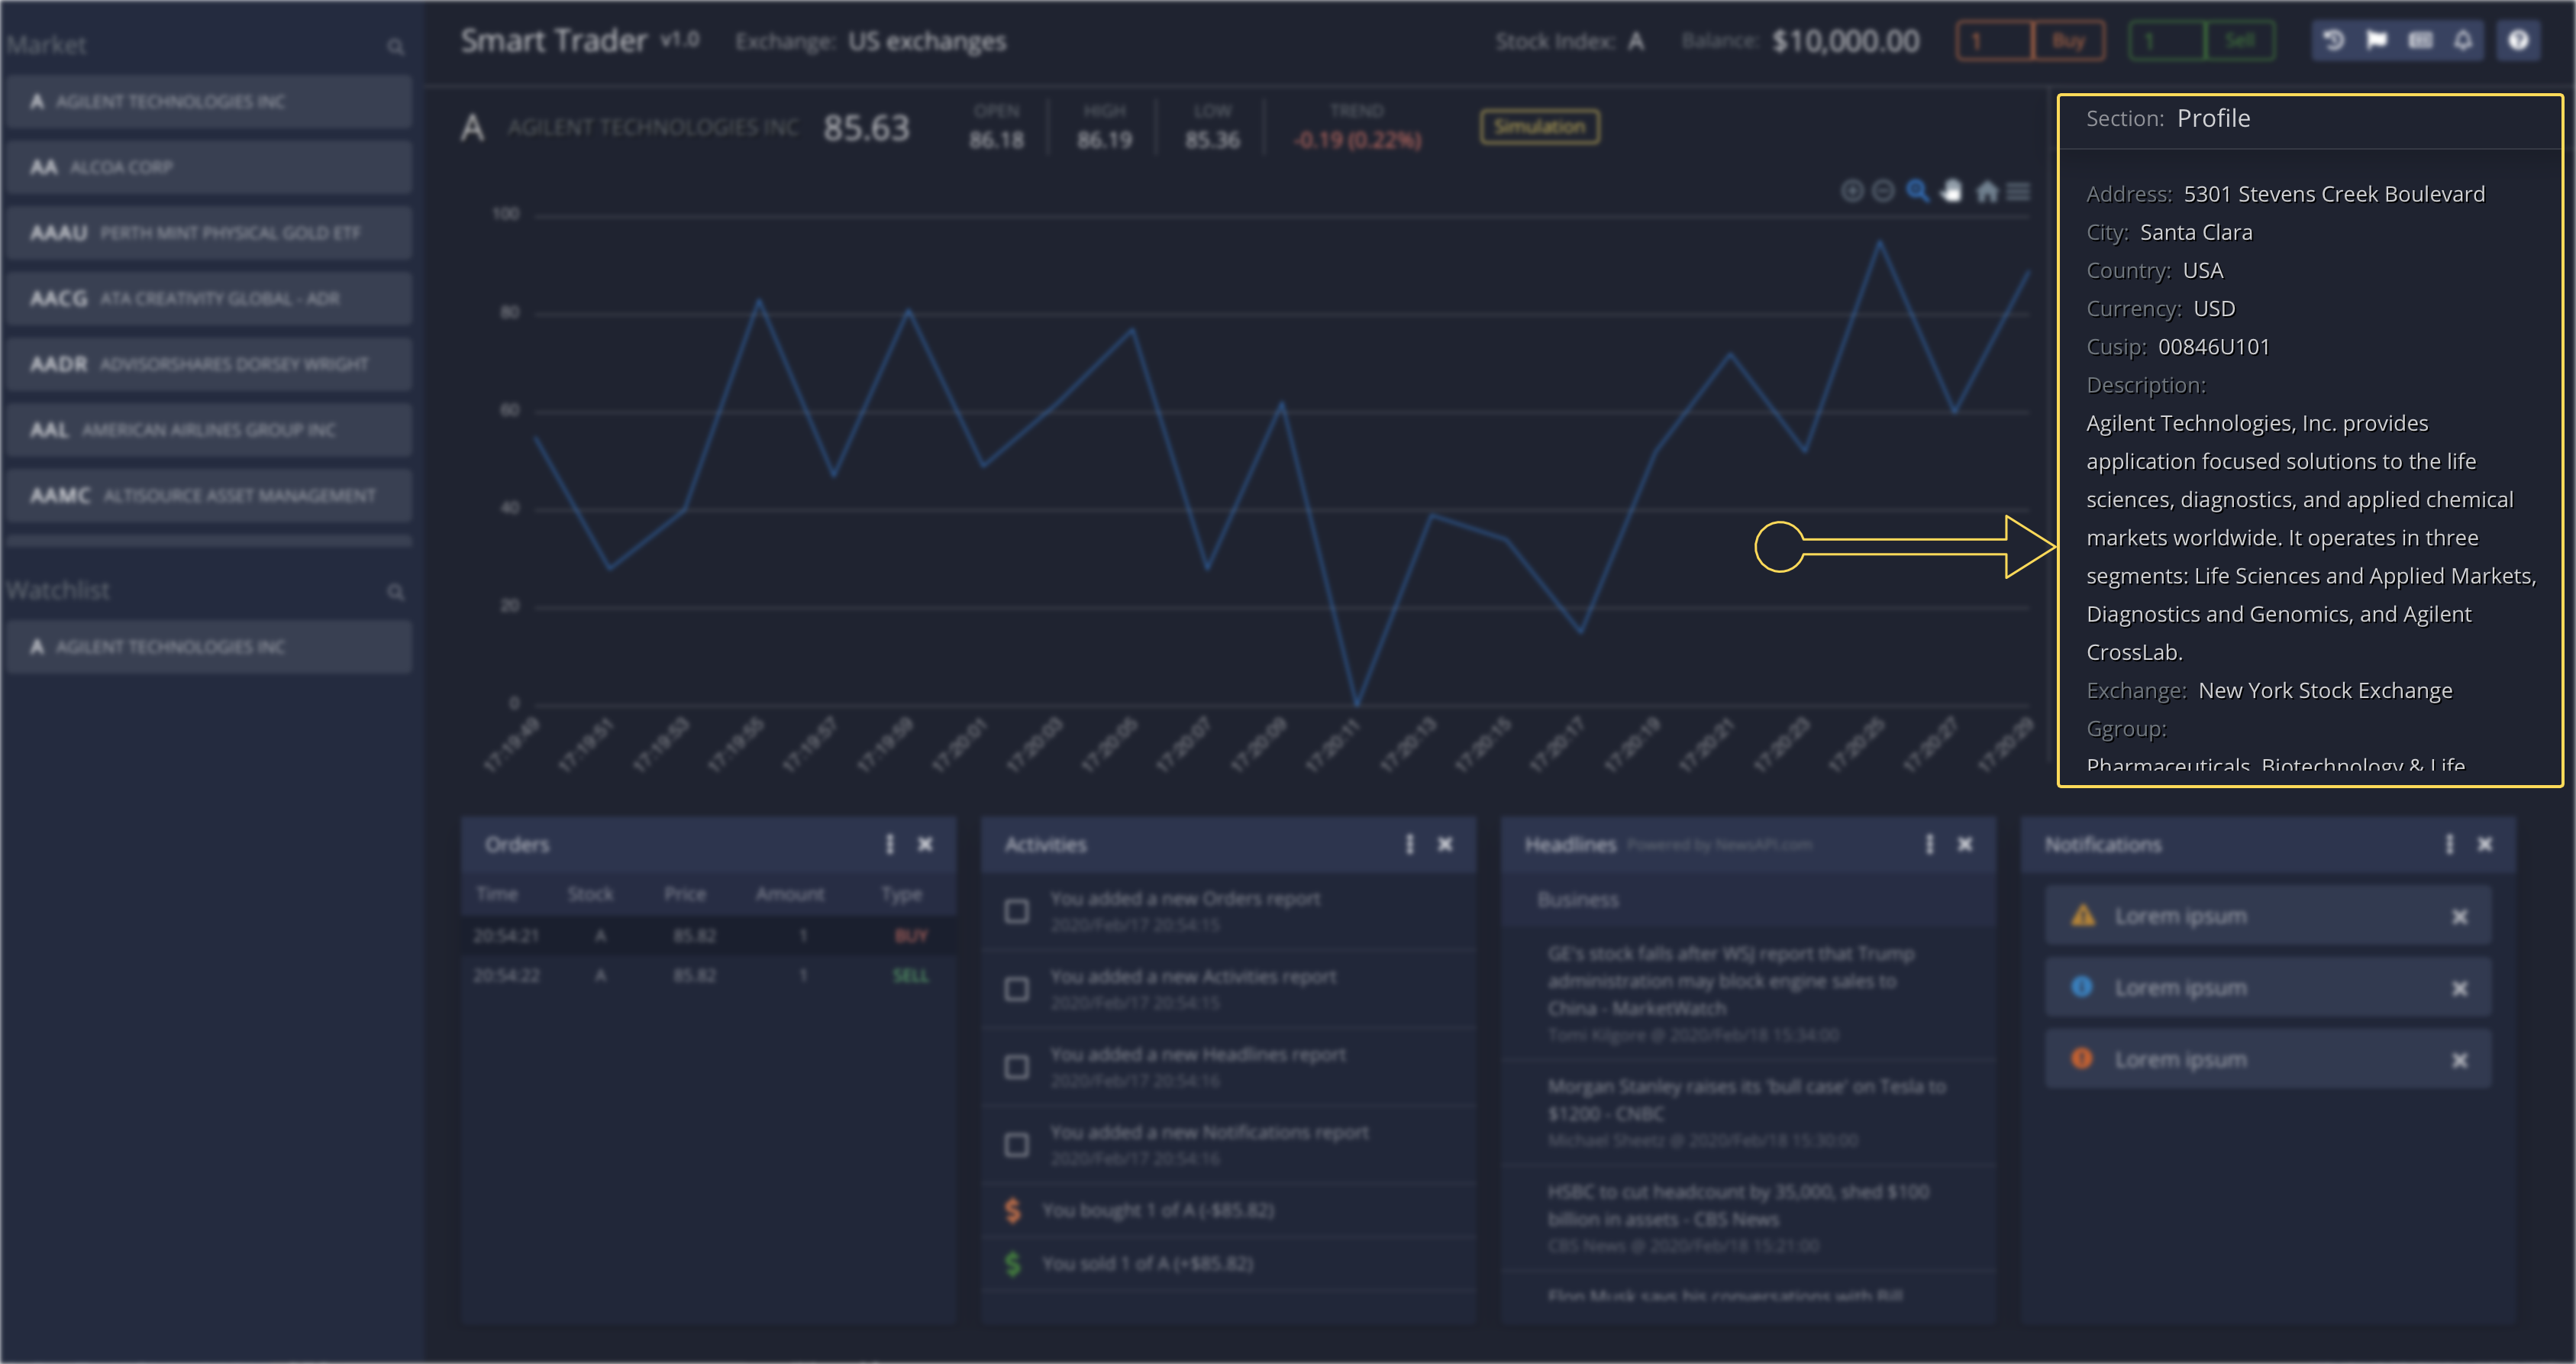 Market
A AGILENT TECHNOLOGIES INC
AA ALCOA CORP
AAAU PERTH MINT PHYSICAL GOLD ETF
AACG ATA CREATIVITY GLOBAL - ADR
AADR ADVISORSHARES DORSEY WRIGHT
AAL AMERICAN AIRLINES GROUP INC
AAMC ALTISOURCE ASSET MANAGEMENT
Watchlist
A AGILENT TECHNOLOGIES INC
Smart Trader v1.0 Exchange: US exchanges
Stock Index: A Balance: $10,000.00 1 Buy 1 Sell
A AGILENT TECHNOLOGIES INC 85.63
OPEN HIGH LOW TREND
86.18 86.19 85.36 -0.19 (0.22%)
Simulation
100
80
60
40
20
0
17:19:49 17:19:51 17:19:53 17:19:55 17:19:57 17:19:59 17:20:01 17:20:03 17:20:05 17:20:07 17:20:09 17:20:11 17:20:13 17:20:15 17:20:17 17:20:19 17:20:21 17:20:23 17:20:25 17:20:27 17:20:29
Section: Profile
Address: 5301 Stevens Creek Boulevard
City: Santa Clara
Country: USA
Currency: USD
Cusip: 00846U101
Description:
Agilent Technologies, Inc. provides
application focused solutions to the life
sciences, diagnostics, and applied chemical
markets worldwide. It operates in three
segments: Life Sciences and Applied Markets,
Diagnostics and Genomics, and Agilent
CrossLab.
Exchange: New York Stock Exchange
Ggroup:
Pharmaceuticals, Biotechnology & Life
Orders
Time Stock Price Amount Type
20:54:21 A 85.82 1 BUY
20:54:22 A 85.82 1 SELL
Activities
You added a new Orders report
2020/Feb/17 20:54:15
You added a new Activities report
2020/Feb/17 20:54:15
You added a new Headlines report
2020/Feb/17 20:54:16
You added a new Notifications report
2020/Feb/17 20:54:16
$ You bought 1 of A (-$85.82)
$ You sold 1 of A (+$85.82)
Headlines Powered by NewsAPI.com
Business
GE's stock falls after WSJ report that Trump
administration may block engine sales to
China - MarketWatch
Tomi Kilgore @ 2020/Feb/18 15:34:00
Morgan Stanley raises its 'bull case' on Tesla to
$1200 - CNBC
Michael Sheetz @ 2020/Feb/18 15:30:00
HSBC to cut headcount by 35,000, shed $100
billion in assets - CBS News
CBS News @ 2020/Feb/18 15:21:00
Elon Musk says his conversations with Bill
Notifications
Lorem ipsum
Lorem ipsum
Lorem ipsum